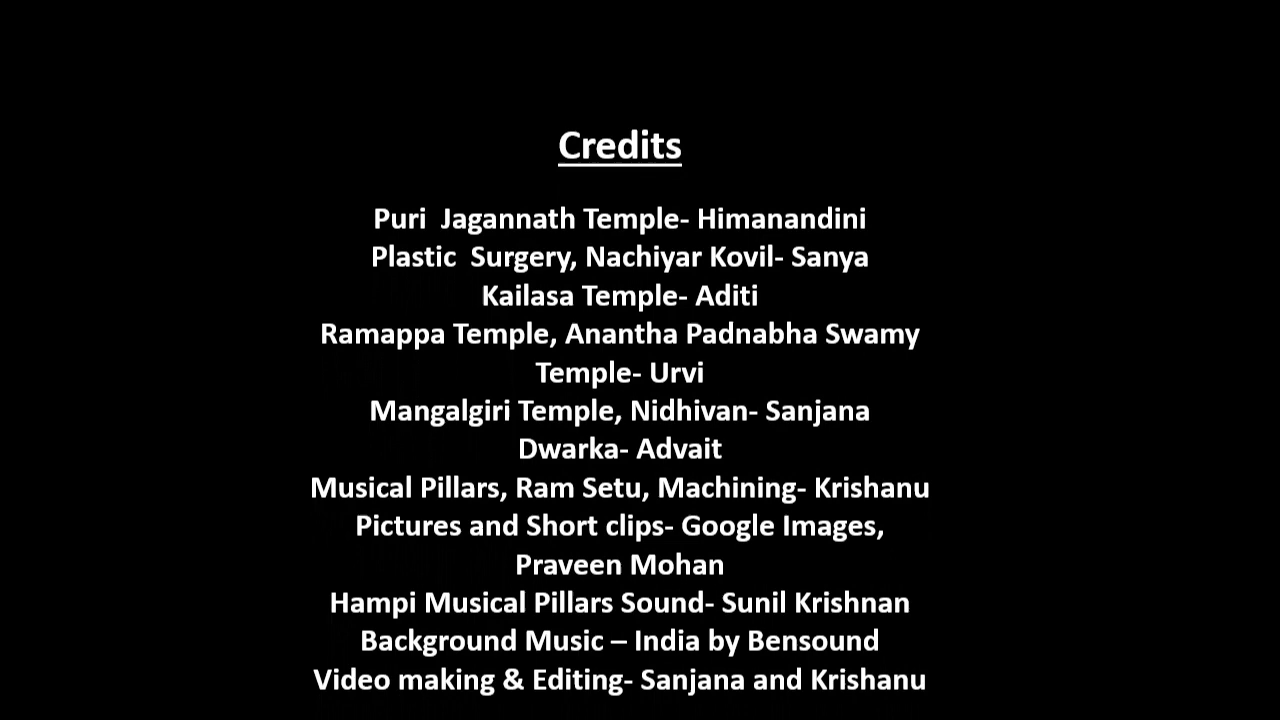 Credits
Puri  Jagannath Temple- Himanandini
Plastic  Surgery, Nachiyar Kovil- Sanya
Kailasa Temple- Aditi
Ramappa Temple, Anantha Padnabha Swamy
Temple- Urvi
Mangalgiri Temple, Nidhivan- Sanjana
Dwarka- Advait
Musical Pillars, Ram Setu, Machining- Krishanu
Pictures and Short clips- Google Images,
Praveen Mohan
Hampi Musical Pillars Sound- Sunil Krishnan
Background Music – India by Bensound
Video making & Editing- Sanjana and Krishanu